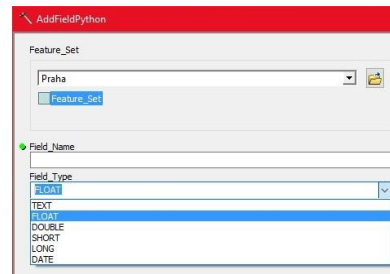 AddFieldPython
Feature_Set
Praha
Feature_Set
Field_Name
Field_Type
FLOAT
TEXT
FLOAT
DOUBLE
SHORT
LONG
DATE